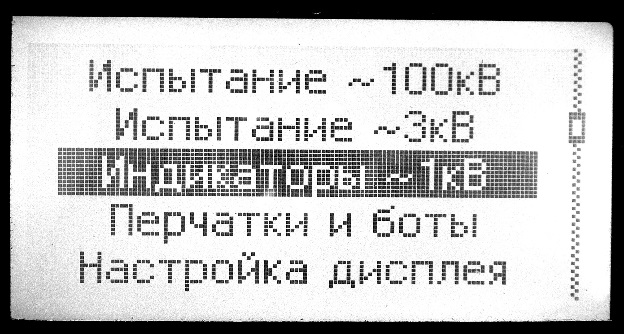 Испытание ~100кВ
Испытание ~3кВ
Индикаторы ~1кВ
Перчатки и боты
Настройка дисплея